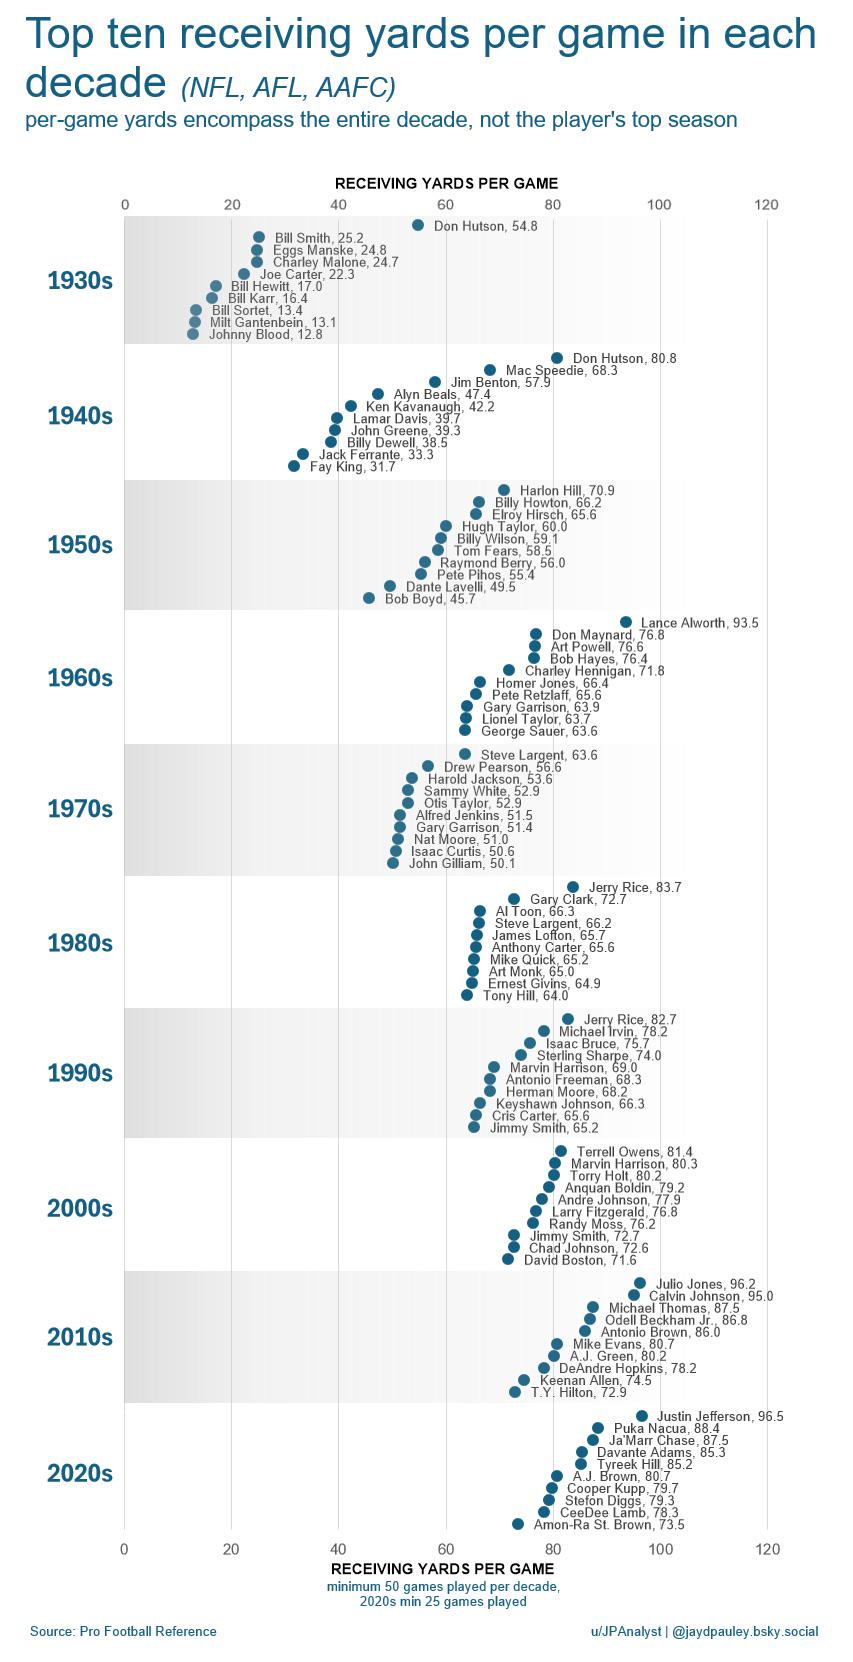 Top ten receiving yards per game in each
decade (NFL, AFL, AAFC)
per-game yards encompass the entire decade, not the player's top season
RECEIVING YARDS PER GAME
0 20 40 60 80 100 120
1930s
Don Hutson, 54.8
Bill Smith, 25.2
Eggs Manske, 24.8
Charley Malone, 24.7
Joe Carter, 22.3
Bill Hewitt, 17.0
Bill Karr, 16.4
Bill Sortet, 13.4
Milt Gantenbein, 13.1
Johnny Blood, 12.8
1940s
Don Hutson, 80.8
Mac Speedie, 68.3
Jim Benton, 57.9
Alyn Beals, 47.4
Ken Kavanaugh, 42.2
Lamar Davis, 39.7
John Greene, 39.3
Billy Dewell, 38.5
Jack Ferrante, 33.3
Fay King, 31.7
1950s
Harlon Hill, 70.9
Billy Howton, 66.2
Elroy Hirsch, 65.6
Hugh Taylor, 60.0
Billy Wilson, 59.1
Tom Fears, 58.5
Raymond Berry, 56.0
Pete Pihos, 55.4
Dante Lavelli, 49.5
Bob Boyd, 45.7
1960s
Lance Alworth, 93.5
Don Maynard, 76.8
Art Powell, 76.6
Bob Hayes, 76.4
Charley Hennigan, 71.8
Homer Jones, 66.4
Pete Retzlaff, 65.6
Gary Garrison, 63.9
Lionel Taylor, 63.7
George Sauer, 63.6
1970s
Steve Largent, 63.6
Drew Pearson, 56.6
Harold Jackson, 53.6
Sammy White, 52.9
Otis Taylor, 52.9
Alfred Jenkins, 51.5
Gary Garrison, 51.4
Nat Moore, 51.0
Isaac Curtis, 50.6
John Gilliam, 50.1
1980s
Jerry Rice, 83.7
Gary Clark, 72.7
Al Toon, 66.3
Steve Largent, 66.2
James Lofton, 65.7
Anthony Carter, 65.6
Mike Quick, 65.2
Art Monk, 65.0
Ernest Givins, 64.9
Tony Hill, 64.0
1990s
Jerry Rice, 82.7
Michael Irvin, 78.2
Isaac Bruce, 75.7
Sterling Sharpe, 74.0
Marvin Harrison, 69.0
Antonio Freeman, 68.3
Herman Moore, 68.2
Keyshawn Johnson, 66.3
Cris Carter, 65.6
Jimmy Smith, 65.2
2000s
Terrell Owens, 81.4
Marvin Harrison, 80.3
Torry Holt, 80.2
Anquan Boldin, 79.2
Andre Johnson, 77.9
Larry Fitzgerald, 76.8
Randy Moss, 76.2
Jimmy Smith, 72.7
Chad Johnson, 72.6
David Boston, 71.6
2010s
Julio Jones, 96.2
Calvin Johnson, 95.0
Michael Thomas, 87.5
Odell Beckham Jr., 86.8
Antonio Brown, 86.0
Mike Evans, 80.7
A.J. Green, 80.2
DeAndre Hopkins, 78.2
Keenan Allen, 74.5
T.Y. Hilton, 72.9
2020s
Justin Jefferson, 96.5
Puka Nacua, 88.4
Ja'Marr Chase, 87.5
Davante Adams, 85.3
Tyreek Hill, 85.2
A.J. Brown, 80.7
Cooper Kupp, 79.7
Stefon Diggs, 79.3
CeeDee Lamb, 78.3
Amon-Ra St. Brown, 73.5
0 20 40 60 80 100 120
RECEIVING YARDS PER GAME
minimum 50 games played per decade,
2020s min 25 games played
Source: Pro Football Reference
u/JPAnalyst | @jaydpauley.bsky.social